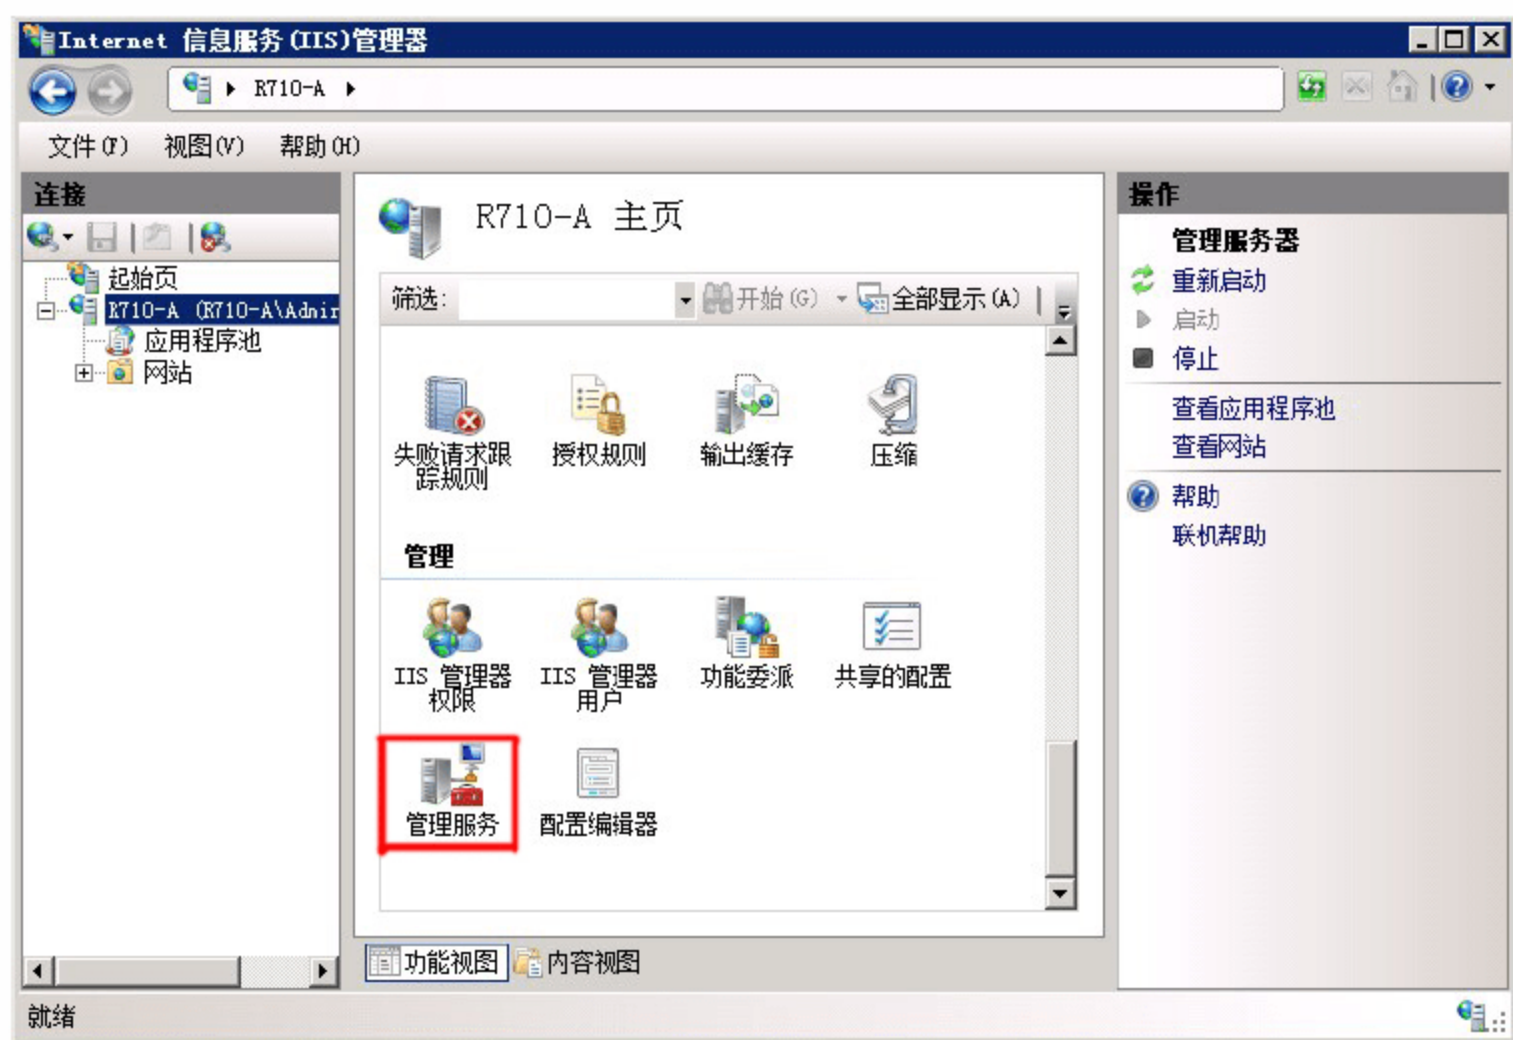 Internet 信息服务(IIS)管理器
R710-A
文件(F) 视图(V) 帮助(H)
连接
起始页
R710-A (R710-A\Admir
应用程序池
网站
R710-A 主页
筛选: 开始(G) 全部显示(A)
失败请求跟
踪规则
授权规则
输出缓存
压缩
管理
IIS 管理器
权限
IIS 管理器
用户
功能委派
共享的配置
管理服务
配置编辑器
功能视图 内容视图
操作
管理服务器
重新启动
启动
停止
查看应用程序池
查看网站
帮助
联机帮助
就绪